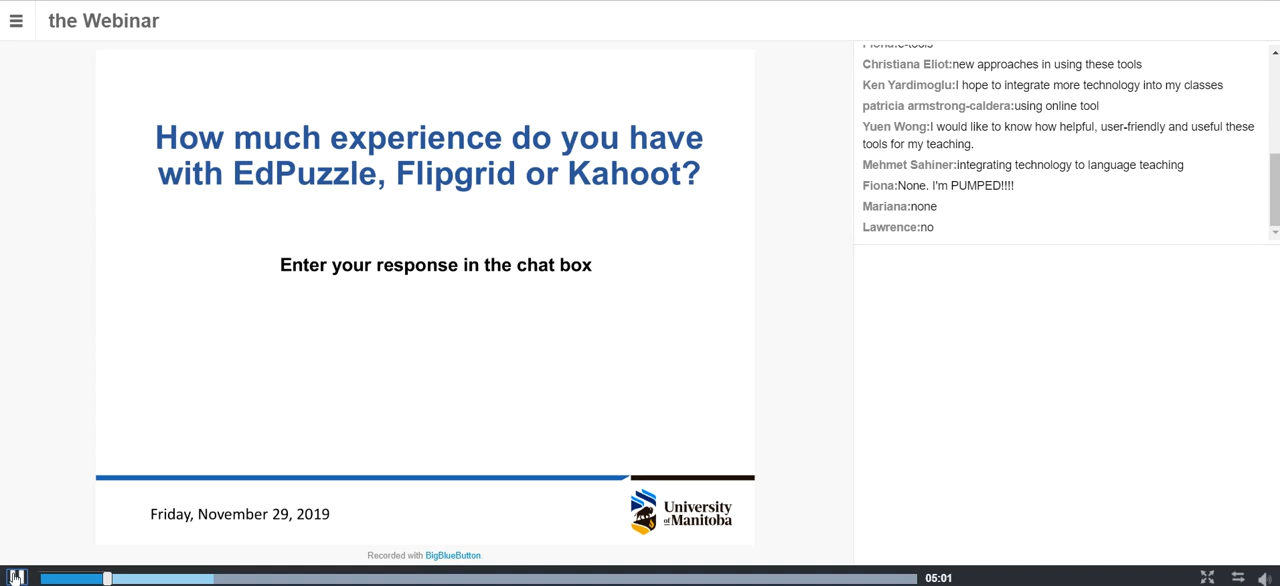 the Webinar
How much experience do you have
with EdPuzzle, Flipgrid or Kahoot?
Enter your response in the chat box
Friday, November 29, 2019
University
of Manitoba
Recorded with BigBlueButton.
Christiana Eliot:new approaches in using these tools
Ken Yardimoglu:I hope to integrate more technology into my classes
patricia armstrong-caldera:using online tool
Yuen Wong:I would like to know how helpful, user-friendly and useful these
tools for my teaching.
Mehmet Sahiner:integrating technology to language teaching
Fiona:None. I'm PUMPED!!!!
Mariana:none
Lawrence:no
05:01